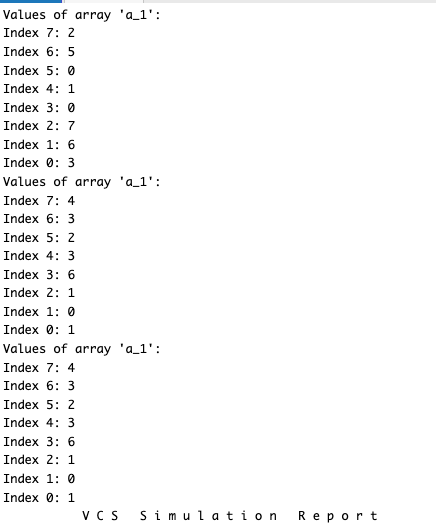 Values of array 'a_1':
Index 7: 2
Index 6: 5
Index 5: 0
Index 4: 1
Index 3: 0
Index 2: 7
Index 1: 6
Index 0: 3
Values of array 'a_1':
Index 7: 4
Index 6: 3
Index 5: 2
Index 4: 3
Index 3: 6
Index 2: 1
Index 1: 0
Index 0: 1
Values of array 'a_1':
Index 7: 4
Index 6: 3
Index 5: 2
Index 4: 3
Index 3: 6
Index 2: 1
Index 1: 0
Index 0: 1
V C S   S i m u l a t i o n   R e p o r t